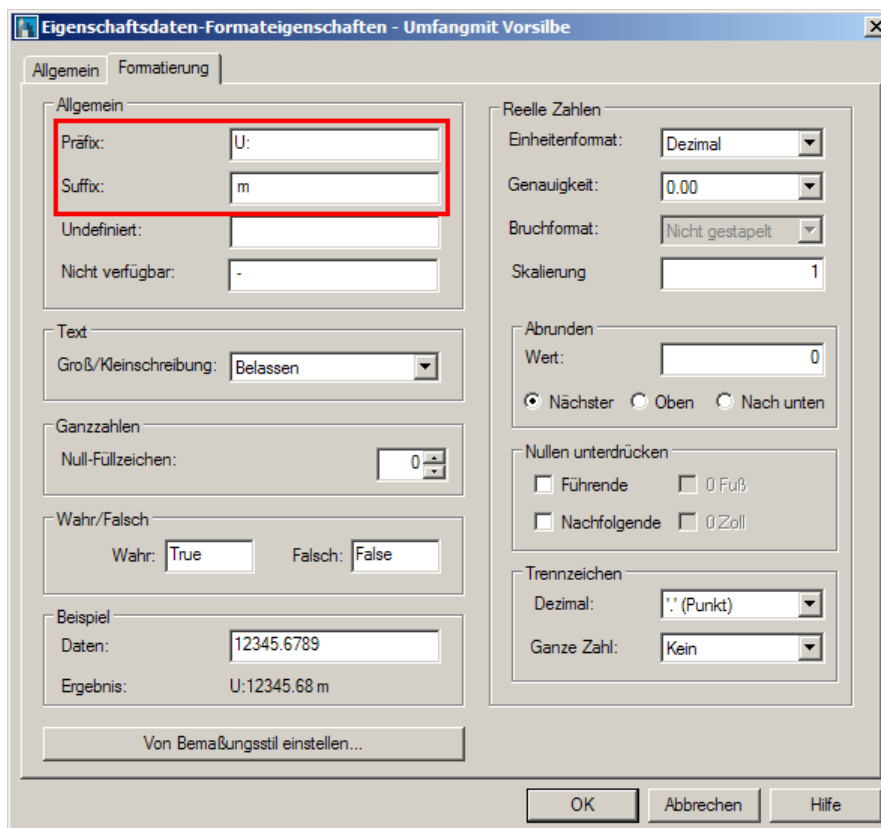 Eigenschaftsdaten-Formateigenschaften - Umfangmit Vorsilbe
Allgemein
Formatierung
Allgemein
Präfix: U:
Suffix: m
Undefiniert:
Nicht verfügbar: -
Text
Groß/Kleinschreibung: Belassen
Ganzzahlen
Null-Füllzeichen: 0
Wahr/Falsch
Wahr: True Falsch: False
Beispiel
Daten: 12345.6789
Ergebnis: U:12345.68 m
Von Bemaßungsstil einstellen...
Reelle Zahlen
Einheitenformat: Dezimal
Genauigkeit: 0.00
Bruchformat: Nicht gestapelt
Skalierung 1
Abrunden
Wert: 0
Nächster Oben Nach unten
Nullen unterdrücken
Führende 0 Fuß
Nachfolgende 0 Zoll
Trennzeichen
Dezimal: '.' (Punkt)
Ganze Zahl: Kein
OK Abbrechen Hilfe